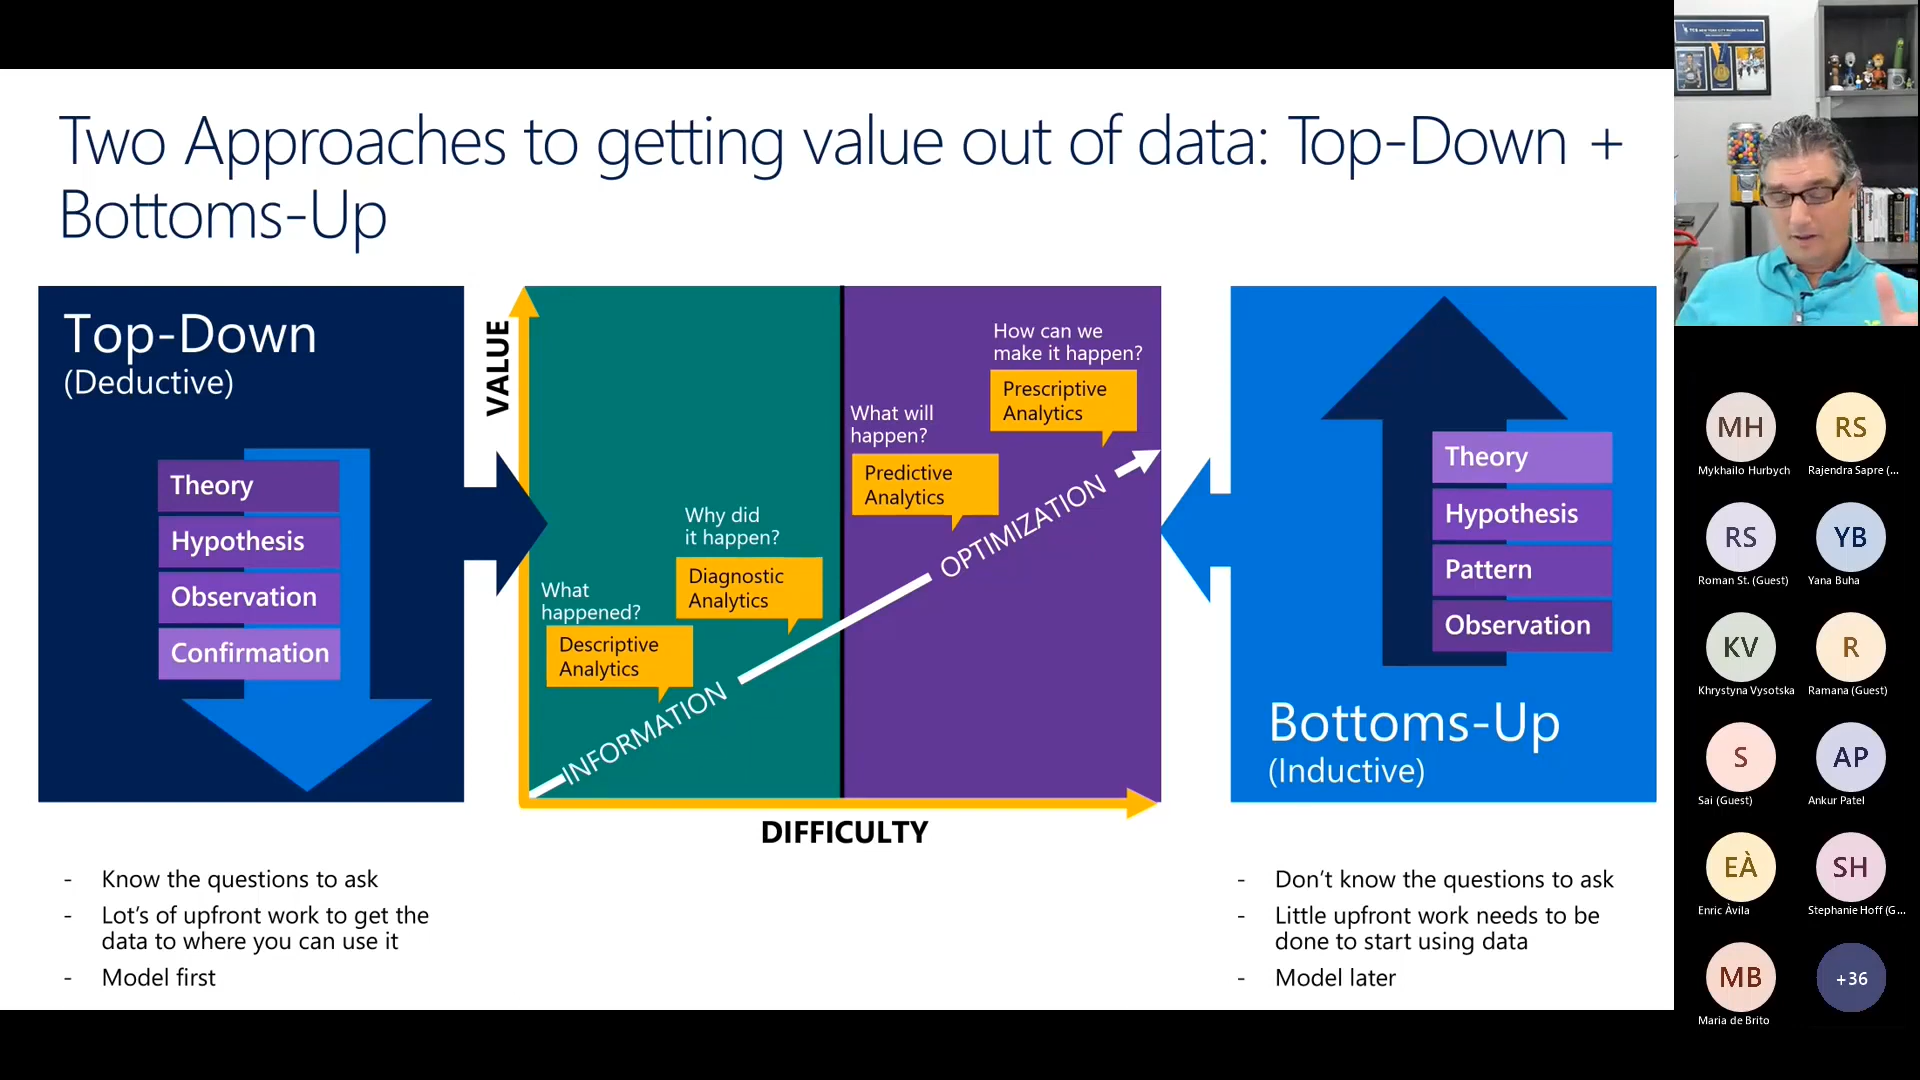 Two Approaches to getting value out of data: Top-Down +
Bottoms-Up
Top-Down
(Deductive)
Theory
Hypothesis
Observation
Confirmation
- Know the questions to ask
- Lot’s of upfront work to get the
data to where you can use it
- Model first
VALUE
What
happened?
Descriptive
Analytics
Why did
it happen?
Diagnostic
Analytics
What will
happen?
Predictive
Analytics
How can we
make it happen?
Prescriptive
Analytics
INFORMATION
OPTIMIZATION
DIFFICULTY
Theory
Hypothesis
Pattern
Observation
Bottoms-Up
(Inductive)
- Don’t know the questions to ask
- Little upfront work needs to be
done to start using data
- Model later
MH
Mykhailo Hurbych
RS
Rajendra Sapre (...
RS
Roman St. (Guest)
YB
Yana Buha
KV
Khrystyna Vysotska
R
Ramana (Guest)
S
Sai (Guest)
AP
Ankur Patel
EÀ
Enric Àvila
SH
Stephanie Hoff (G...
MB
Maria de Brito
+36